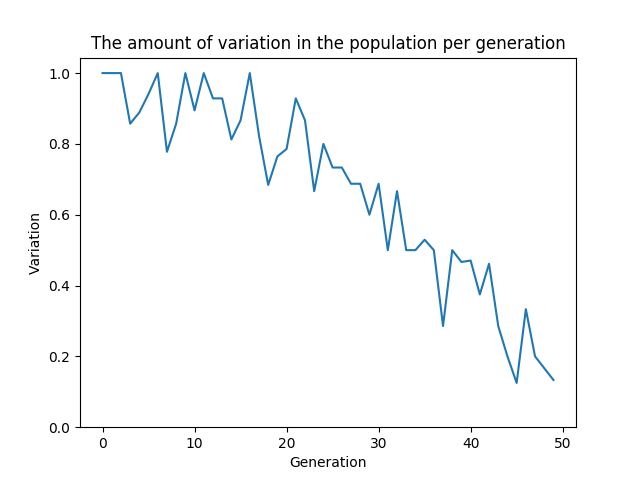 The amount of variation in the population per generation
1.0
0.8
0.6
0.4
0.2
0.0
Variation
0 10 20 30 40 50
Generation